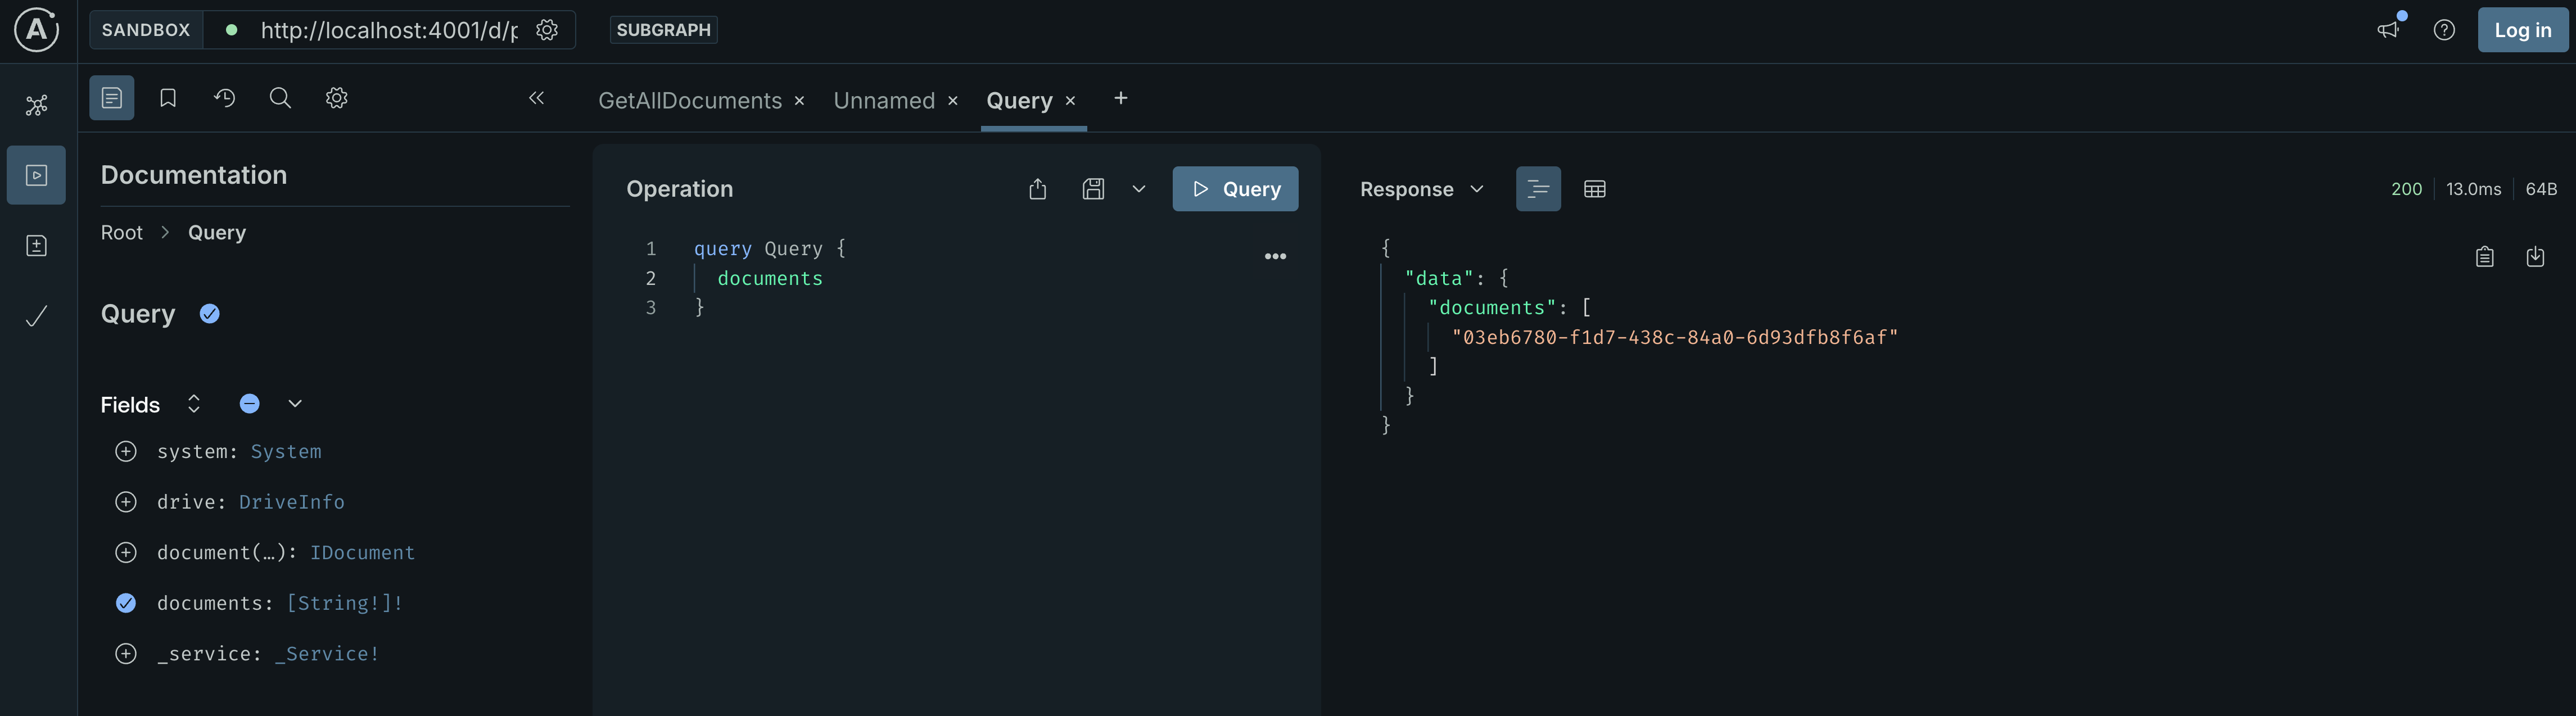 SANDBOX http://localhost:4001/d/p SUBGRAPH Log in
GetAllDocuments × Unnamed × Query × +
Documentation
Root > Query
Query
Fields
system: System
drive: DriveInfo
document(…): IDocument
documents: [String!]!
_service: _Service!
Operation Query
1 query Query {
2 documents
3 }
Response 200 13.0ms 64B
{
"data": {
"documents": [
"03eb6780-f1d7-438c-84a0-6d93dfb8f6af"
]
}
}